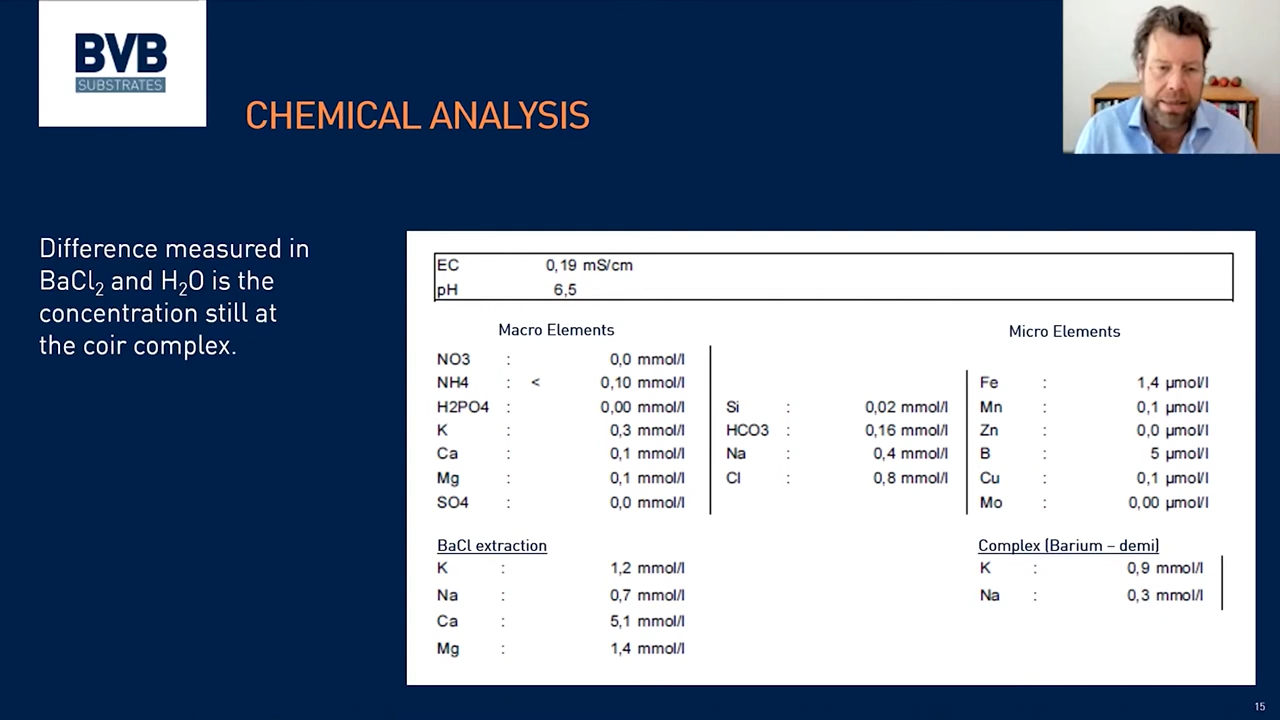 BVB
SUBSTRATES
CHEMICAL ANALYSIS
Difference measured in
BaCl₂ and H₂O is the
concentration still at
the coir complex.
EC 0,19 mS/cm
pH 6,5
Macro Elements
NO3 : 0,0 mmol/l
NH4 : < 0,10 mmol/l
H2PO4 : 0,00 mmol/l
K : 0,3 mmol/l
Ca : 0,1 mmol/l
Mg : 0,1 mmol/l
SO4 : 0,0 mmol/l
Si : 0,02 mmol/l
HCO3 : 0,16 mmol/l
Na : 0,4 mmol/l
Cl : 0,8 mmol/l
Micro Elements
Fe : 1,4 µmol/l
Mn : 0,1 µmol/l
Zn : 0,0 µmol/l
B : 5 µmol/l
Cu : 0,1 µmol/l
Mo : 0,00 µmol/l
BaCl extraction
K : 1,2 mmol/l
Na : 0,7 mmol/l
Ca : 5,1 mmol/l
Mg : 1,4 mmol/l
Complex (Barium – demi)
K : 0,9 mmol/l
Na : 0,3 mmol/l
15